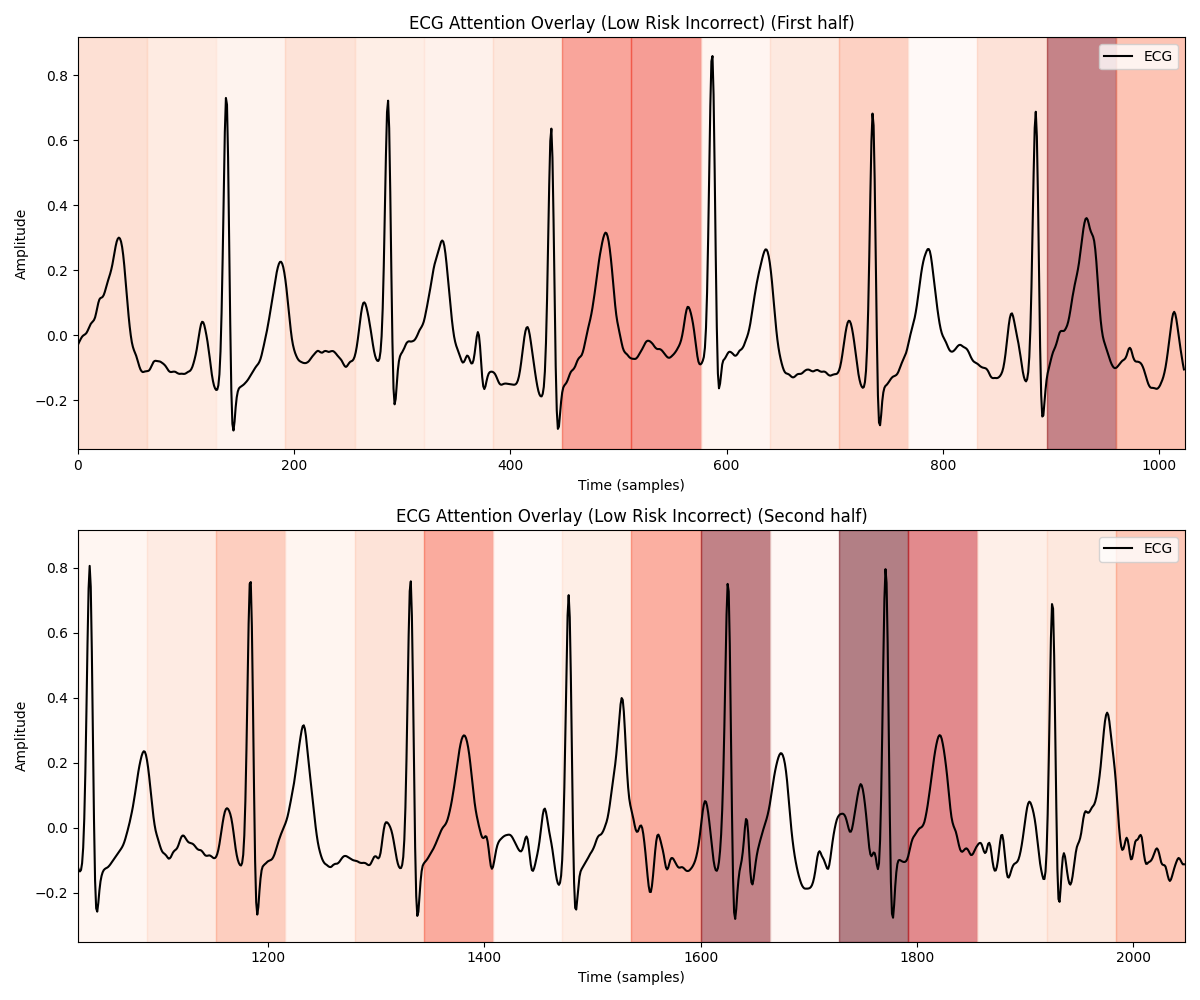 ECG Attention Overlay (Low Risk Incorrect) (First half)
ECG
Amplitude
0.8
0.6
0.4
0.2
0.0
−0.2
0 200 400 600 800 1000
Time (samples)
ECG Attention Overlay (Low Risk Incorrect) (Second half)
ECG
Amplitude
0.8
0.6
0.4
0.2
0.0
−0.2
1200 1400 1600 1800 2000
Time (samples)